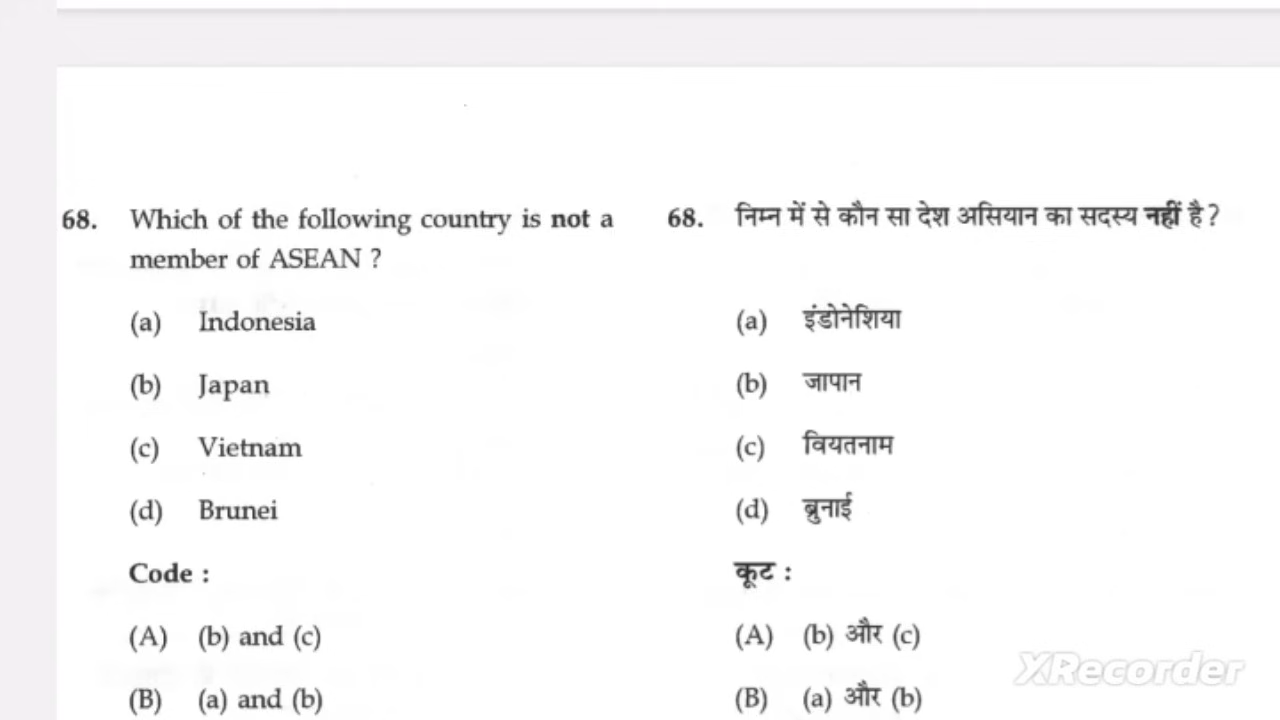 68. Which of the following country is not a
member of ASEAN ?
(a) Indonesia
(b) Japan
(c) Vietnam
(d) Brunei
Code :
(A) (b) and (c)
(B) (a) and (b)
68. निम्न में से कौन सा देश असियान का सदस्य नहीं है ?
(a) इंडोनेशिया
(b) जापान
(c) वियतनाम
(d) ब्रुनाई
कूट :
(A) (b) और (c)
(B) (a) और (b)
XRecorder